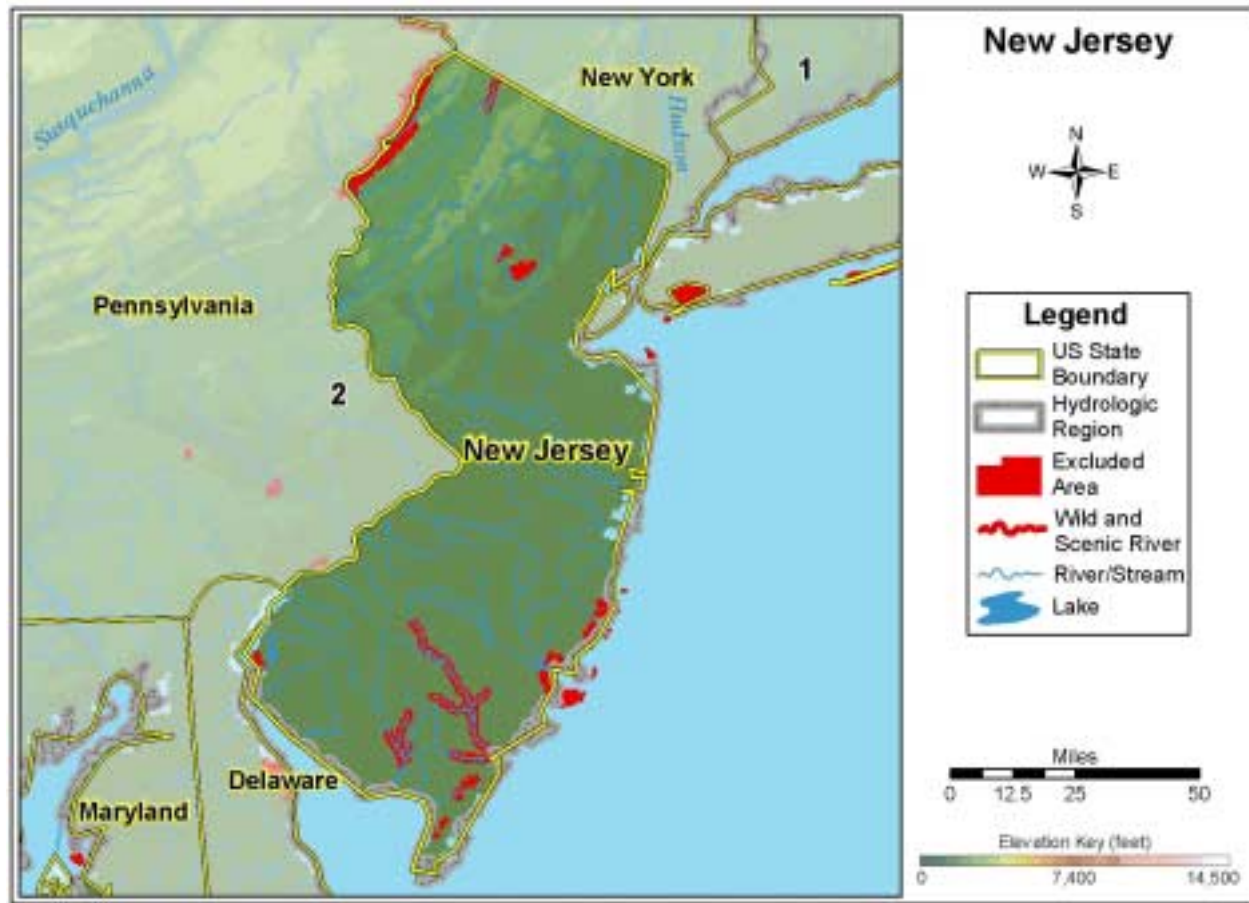 New Jersey
New York
1
Susquehanna
Hudson
N
W E
S
Pennsylvania
2
New Jersey
Delaware
Maryland
Legend
US State
Boundary
Hydrologic
Region
Excluded
Area
Wild and
Scenic River
River/Stream
Lake
Miles
0 12.5 25 50
Elevation Key (feet)
0 7,400 14,500